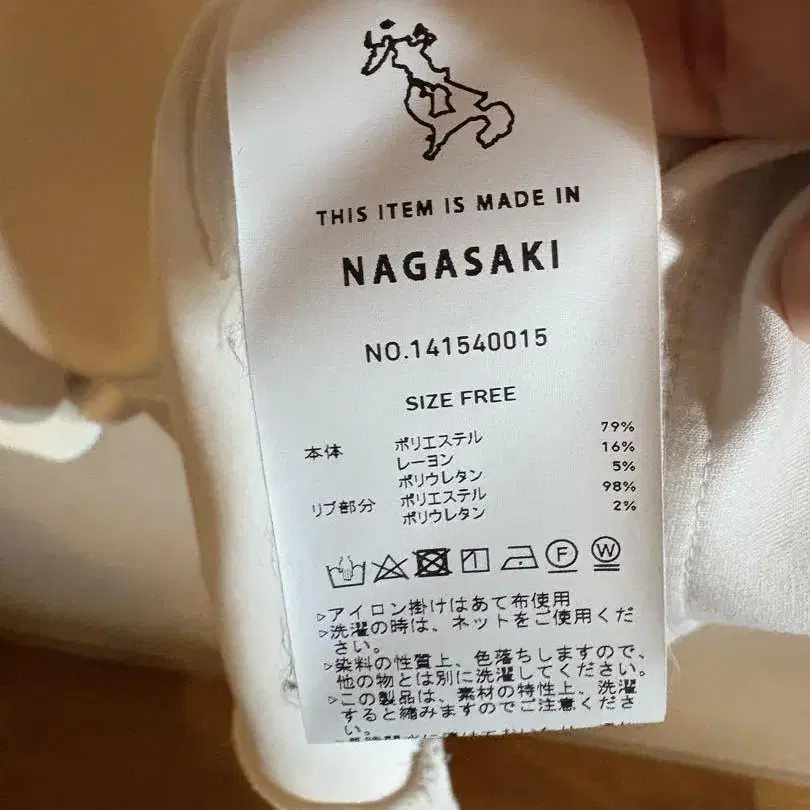 THIS ITEM IS MADE IN
NAGASAKI
NO.141540015
SIZE FREE
本体 ポリエステル 79%
レーヨン 16%
ポリウレタン 5%
リブ部分 ポリエステル 98%
ポリウレタン 2%
1 F W
▷アイロン掛けはあて布使用
▷洗濯の時は、ネットをご使用くだ
さい。
▷染料の性質上、色落ちしますので、
他の物とは別に洗濯してください。
▷この製品は、素材の特性上、洗濯
すると縮みますのでご注意くださ
い。